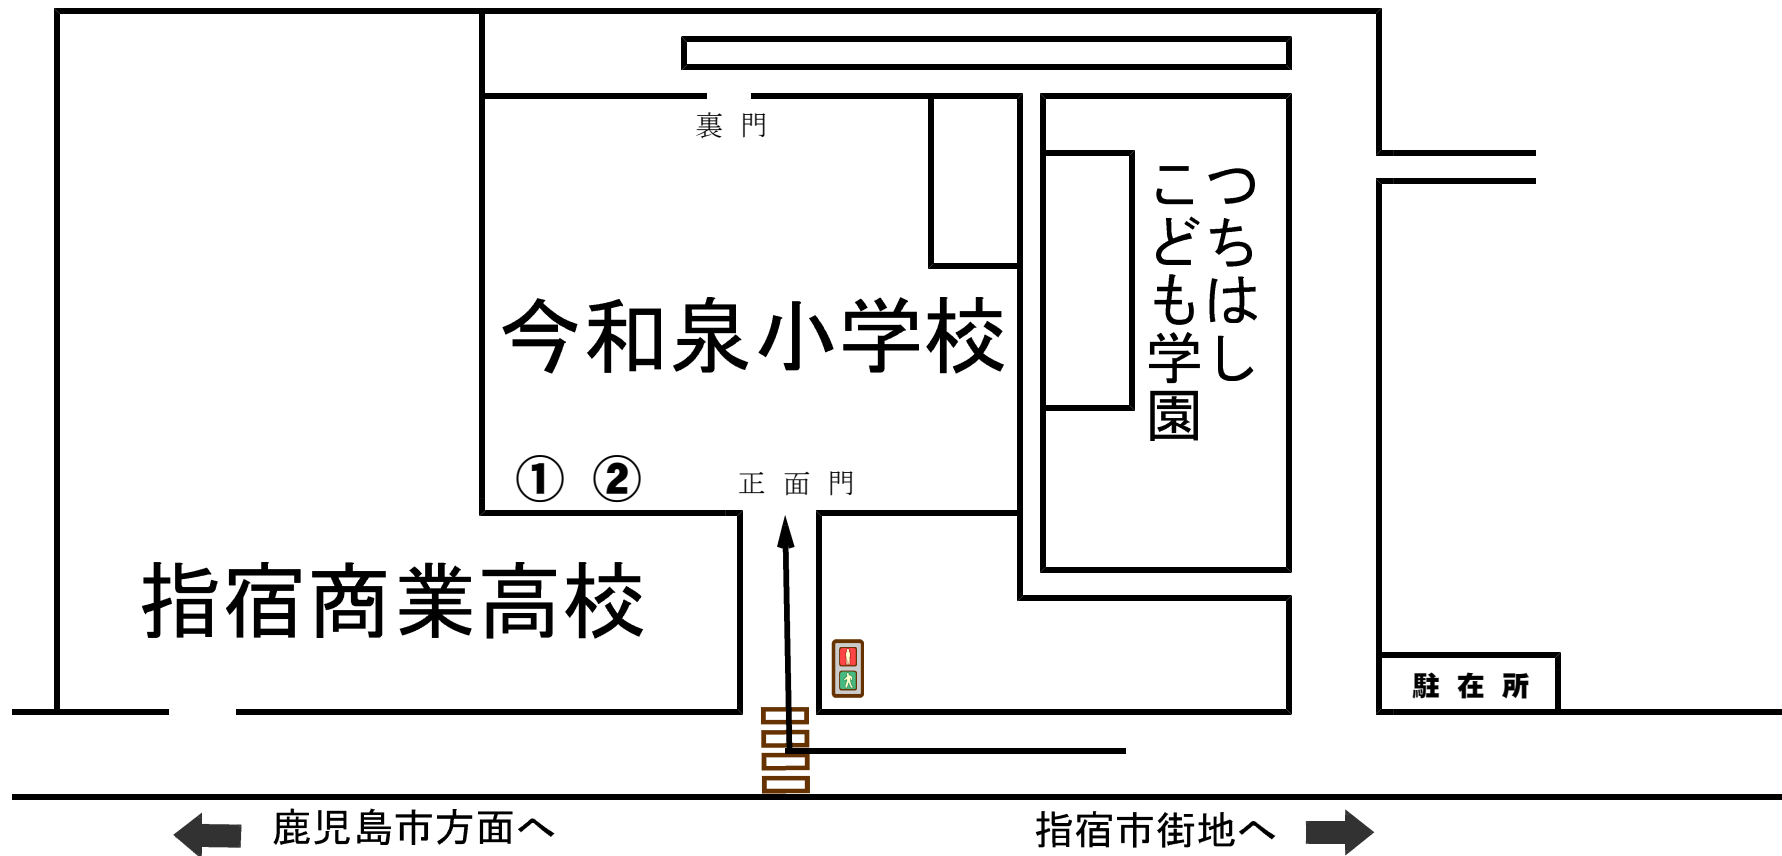 裏門
つちはし
こども学園
今和泉小学校
① ②
正面門
指宿商業高校
駐在所
鹿児島市方面へ
指宿市街地へ